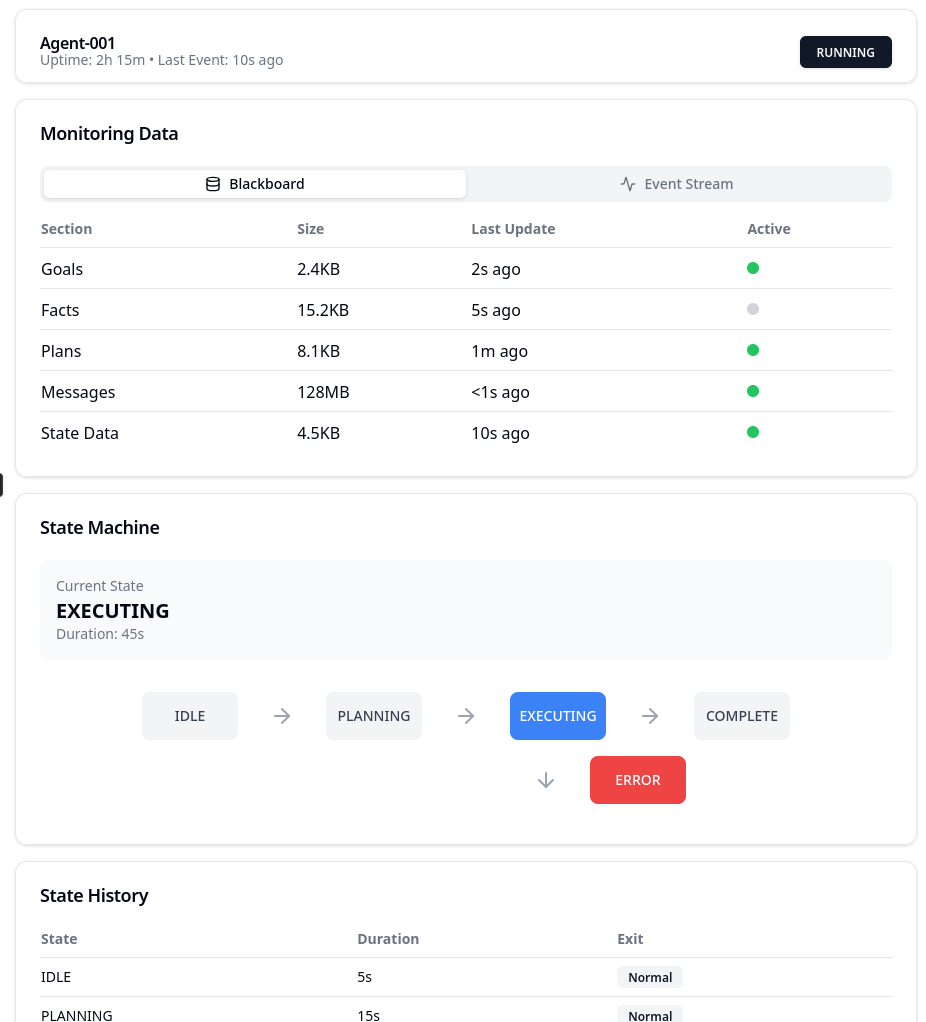 Agent-001
Uptime: 2h 15m • Last Event: 10s ago
RUNNING
Monitoring Data
Blackboard
Event Stream
Section Size Last Update Active
Goals 2.4KB 2s ago
Facts 15.2KB 5s ago
Plans 8.1KB 1m ago
Messages 128MB <1s ago
State Data 4.5KB 10s ago
State Machine
Current State
EXECUTING
Duration: 45s
IDLE → PLANNING → EXECUTING → COMPLETE
↓ ERROR
State History
State Duration Exit
IDLE 5s Normal
PLANNING 15s Normal